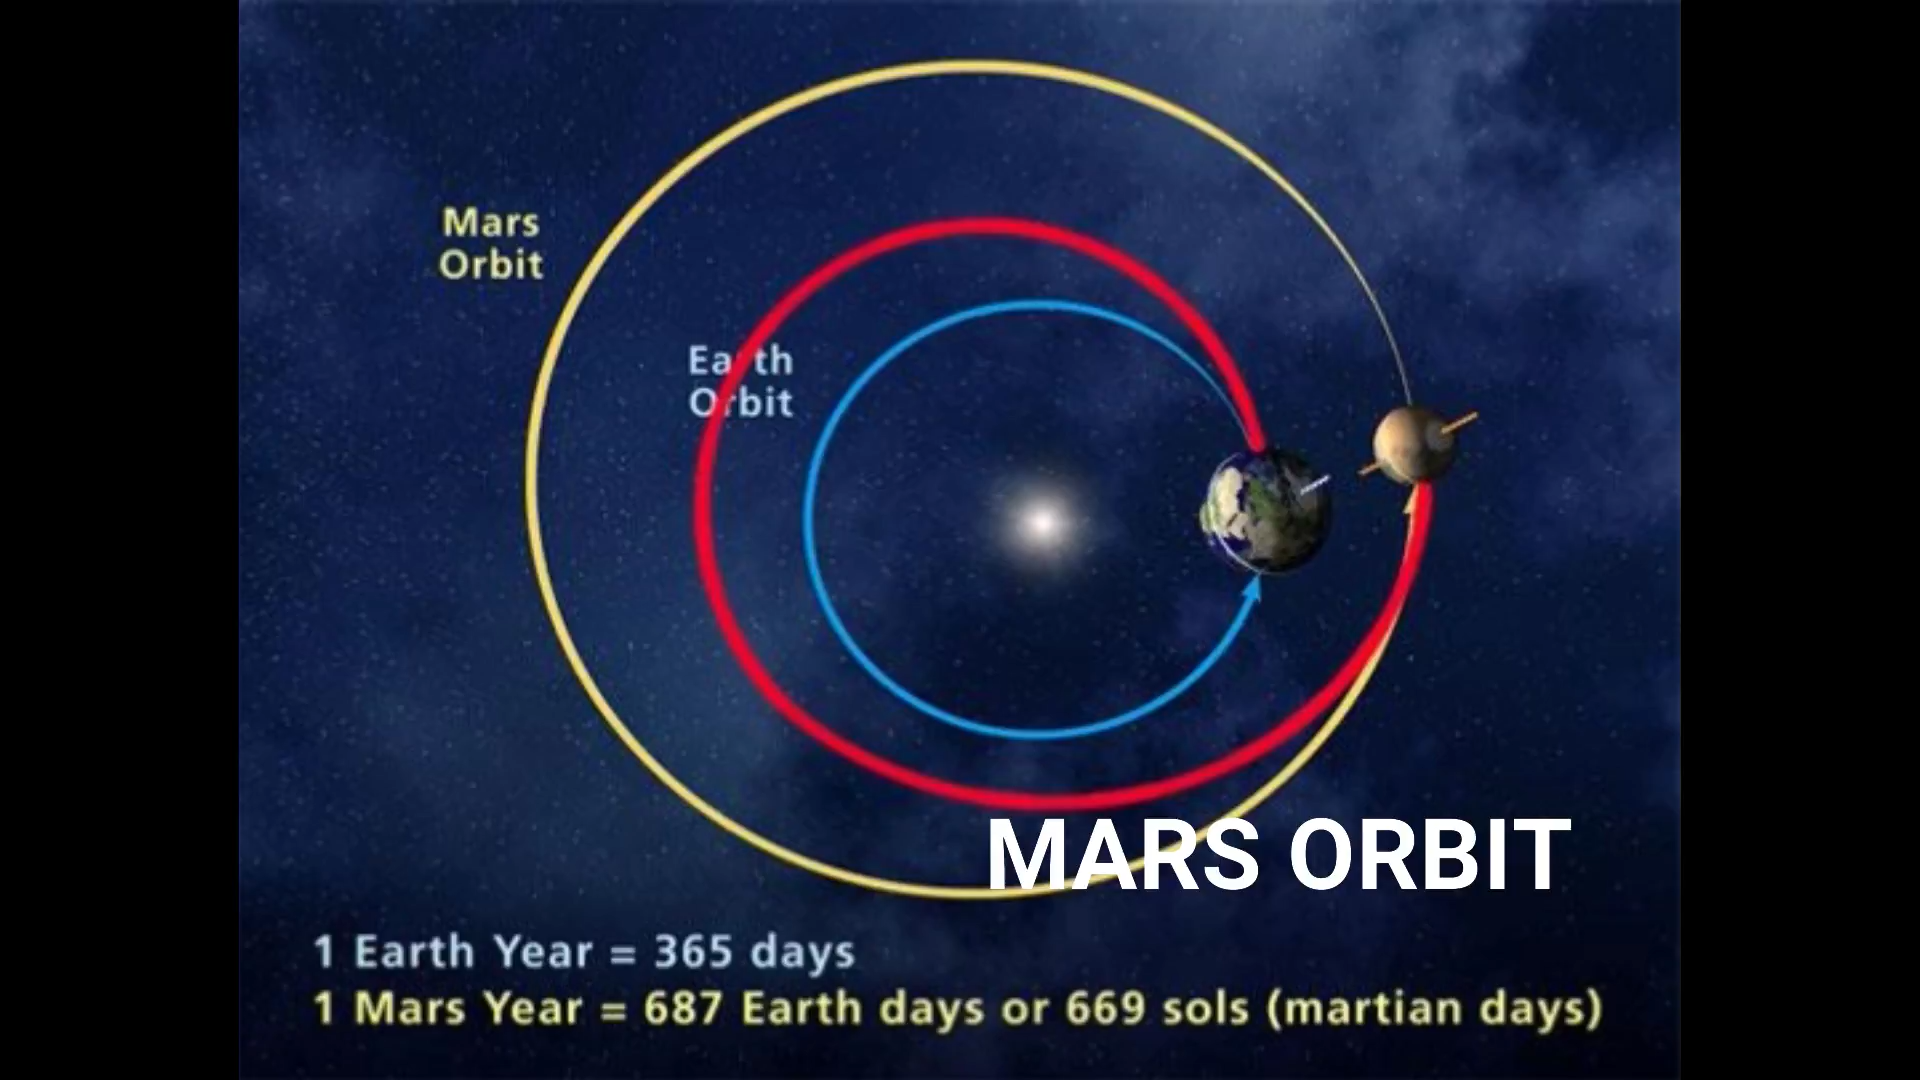 Mars
Orbit
Earth
Orbit
MARS ORBIT
1 Earth Year = 365 days
1 Mars Year = 687 Earth days or 669 sols (martian days)